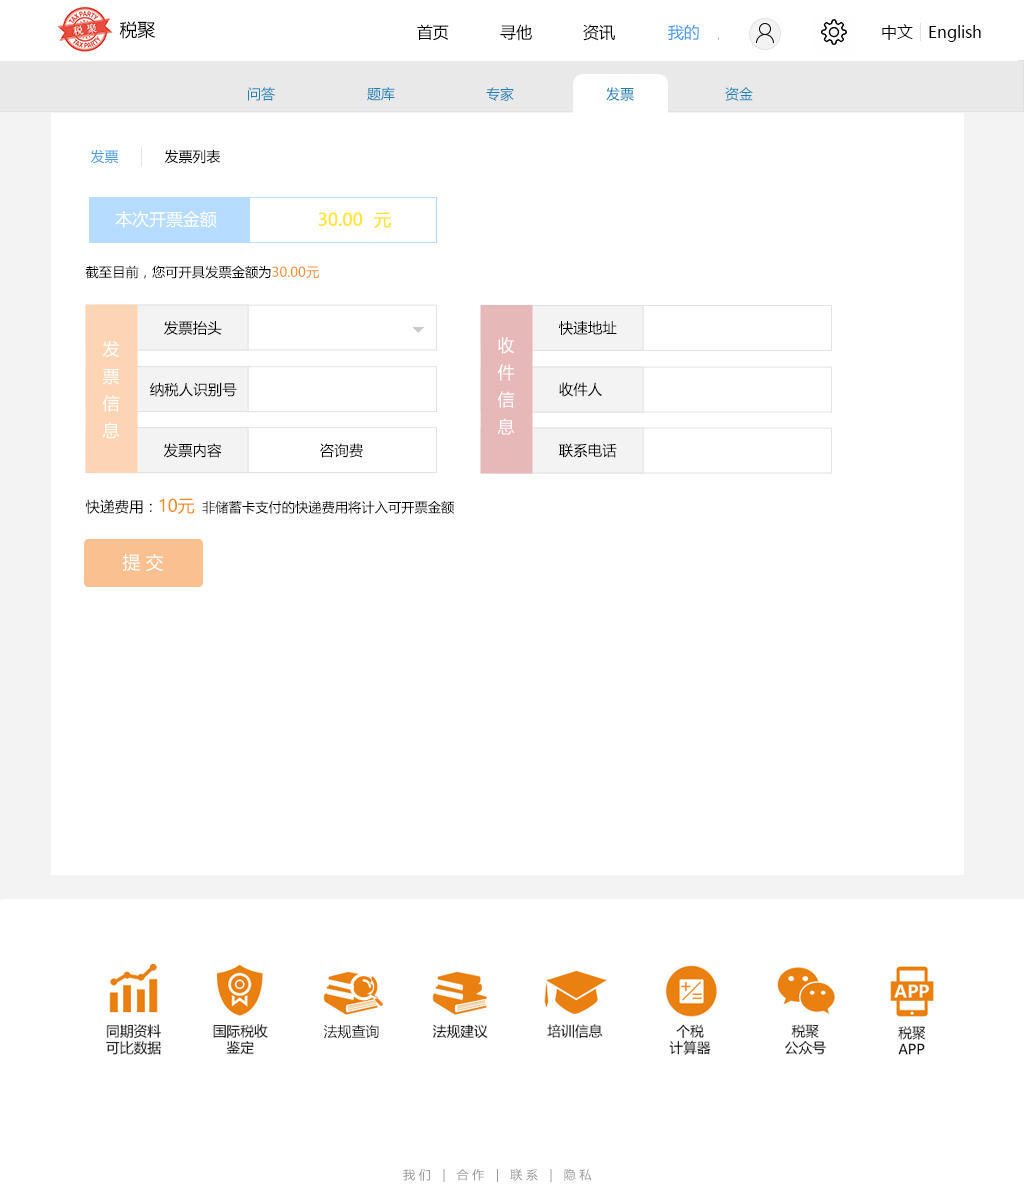 TAX PARTY
税聚
TAX PARTY
税聚
首页 寻他 资讯 我的 中文 English
问答 题库 专家 发票 资金
发票 发票列表
本次开票金额 30.00 元
截至目前，您可开具发票金额为30.00元
发票信息
发票抬头
纳税人识别号
发票内容 咨询费
收件信息
快速地址
收件人
联系电话
快递费用：10元 非储蓄卡支付的快递费用将计入可开票金额
提 交
同期资料
可比数据
国际税收
鉴定
法规查询
法规建议
培训信息
个税
计算器
税聚
公众号
APP
税聚
APP
我们 | 合作 | 联系 | 隐私